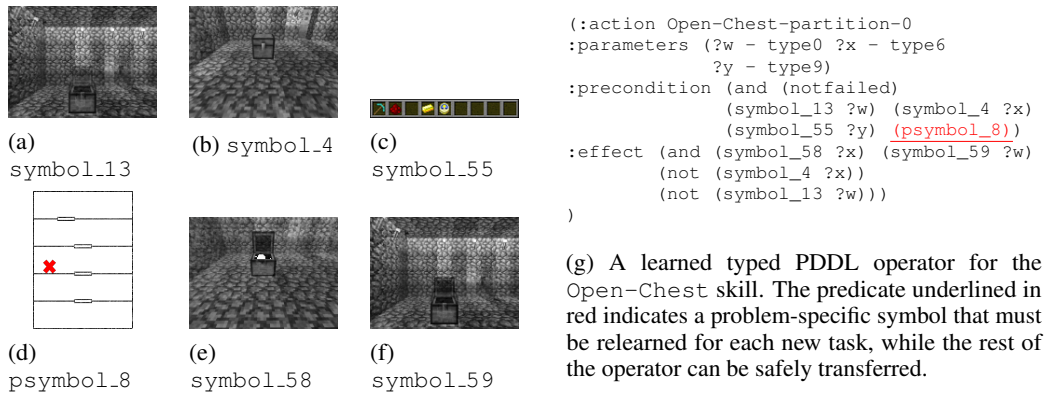 (a)
symbol_13
(b) symbol_4
(c)
symbol_55
(d)
psymbol_8
(e)
symbol_58
(f)
symbol_59
(:action Open-Chest-partition-0
:parameters (?w - type0 ?x - type6
?y - type9)
:precondition (and (notfailed)
(symbol_13 ?w) (symbol_4 ?x)
(symbol_55 ?y) (psymbol_8))
:effect (and (symbol_58 ?x) (symbol_59 ?w)
(not (symbol_4 ?x))
(not (symbol_13 ?w)))
)
(g) A learned typed PDDL operator for the
Open-Chest skill. The predicate underlined in
red indicates a problem-specific symbol that must
be relearned for each new task, while the rest of
the operator can be safely transferred.